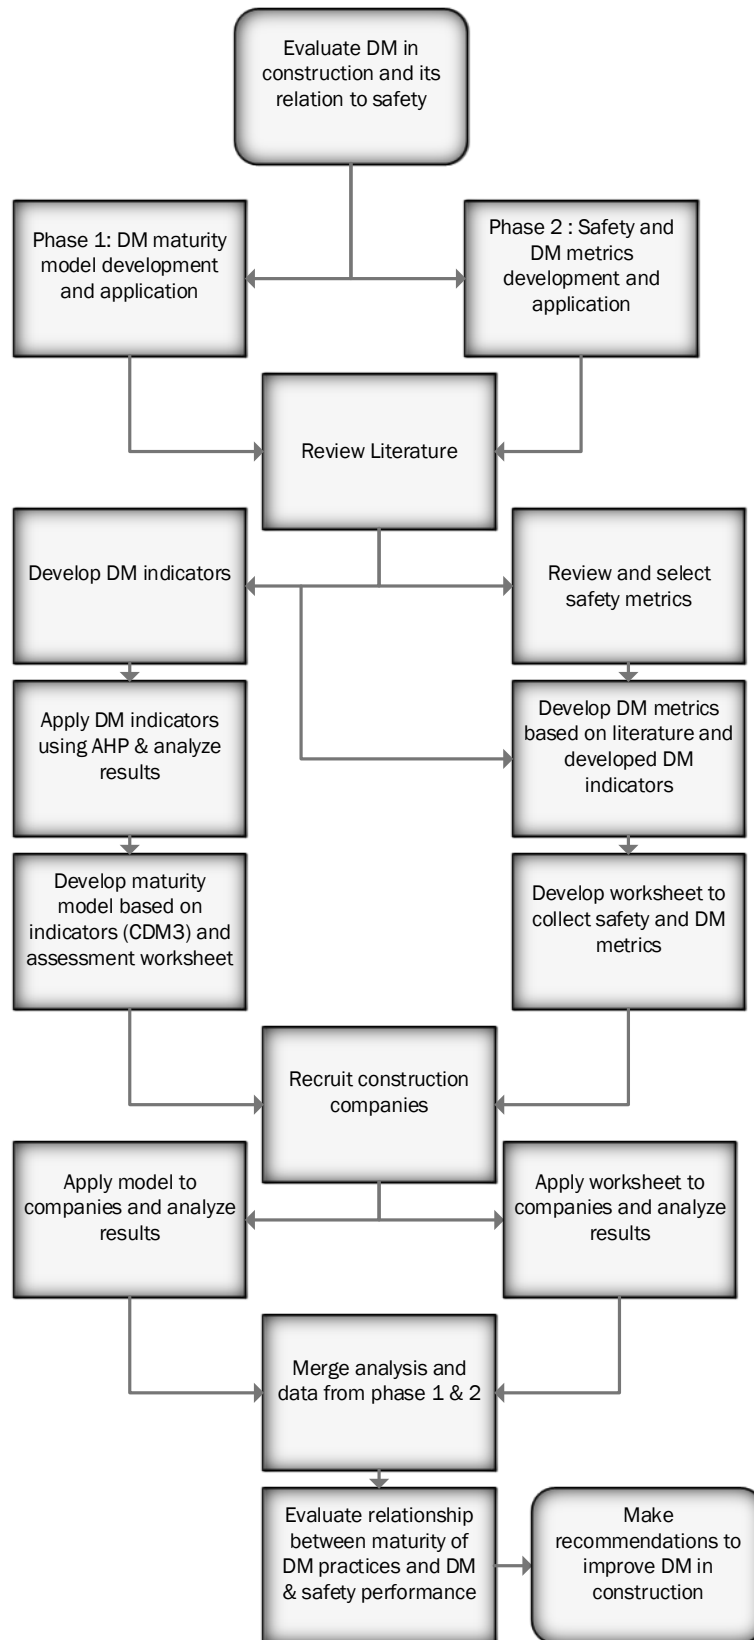 Evaluate DM in
construction and its
relation to safety
Phase 1: DM maturity
model development
and application
Phase 2 : Safety and
DM metrics
development and
application
Review Literature
Develop DM indicators
Review and select
safety metrics
Apply DM indicators
using AHP & analyze
results
Develop DM metrics
based on literature and
developed DM
indicators
Develop maturity
model based on
indicators (CDM3) and
assessment worksheet
Develop worksheet to
collect safety and DM
metrics
Recruit construction
companies
Apply model to
companies and analyze
results
Apply worksheet to
companies and analyze
results
Merge analysis and
data from phase 1 & 2
Evaluate relationship
between maturity of
DM practices and DM
& safety performance
Make
recommendations to
improve DM in
construction